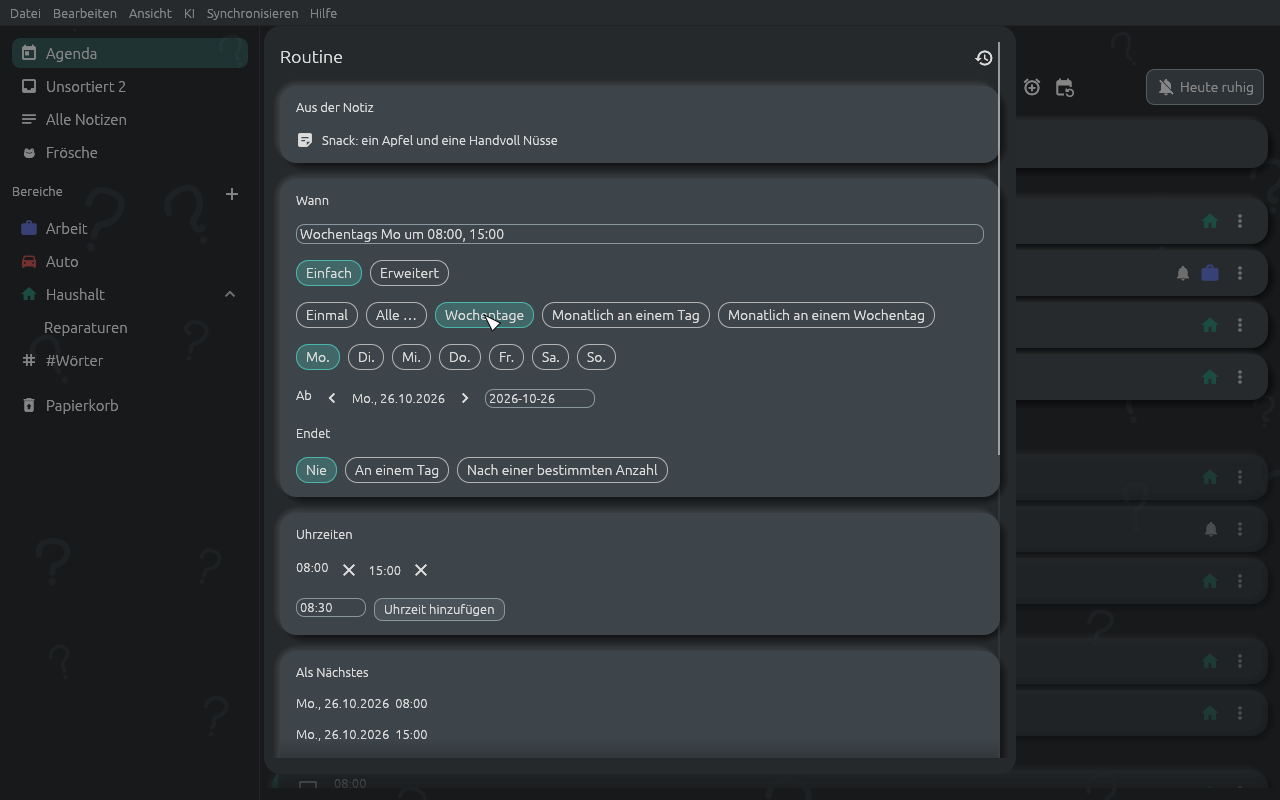 Datei Bearbeiten Ansicht KI Synchronisieren Hilfe
Agenda
Unsortiert 2
Alle Notizen
Frösche
Bereiche
Arbeit
Auto
Haushalt
Reparaturen
#Wörter
Papierkorb
Heute ruhig
Routine
Aus der Notiz
Snack: ein Apfel und eine Handvoll Nüsse
Wann
Wochentags Mo um 08:00, 15:00
Einfach Erweitert
Einmal Alle ... Wochentage Monatlich an einem Tag Monatlich an einem Wochentag
Mo. Di. Mi. Do. Fr. Sa. So.
Ab Mo., 26.10.2026 2026-10-26
Endet
Nie An einem Tag Nach einer bestimmten Anzahl
Uhrzeiten
08:00 15:00
08:30 Uhrzeit hinzufügen
Als Nächstes
Mo., 26.10.2026 08:00
Mo., 26.10.2026 15:00
08:00